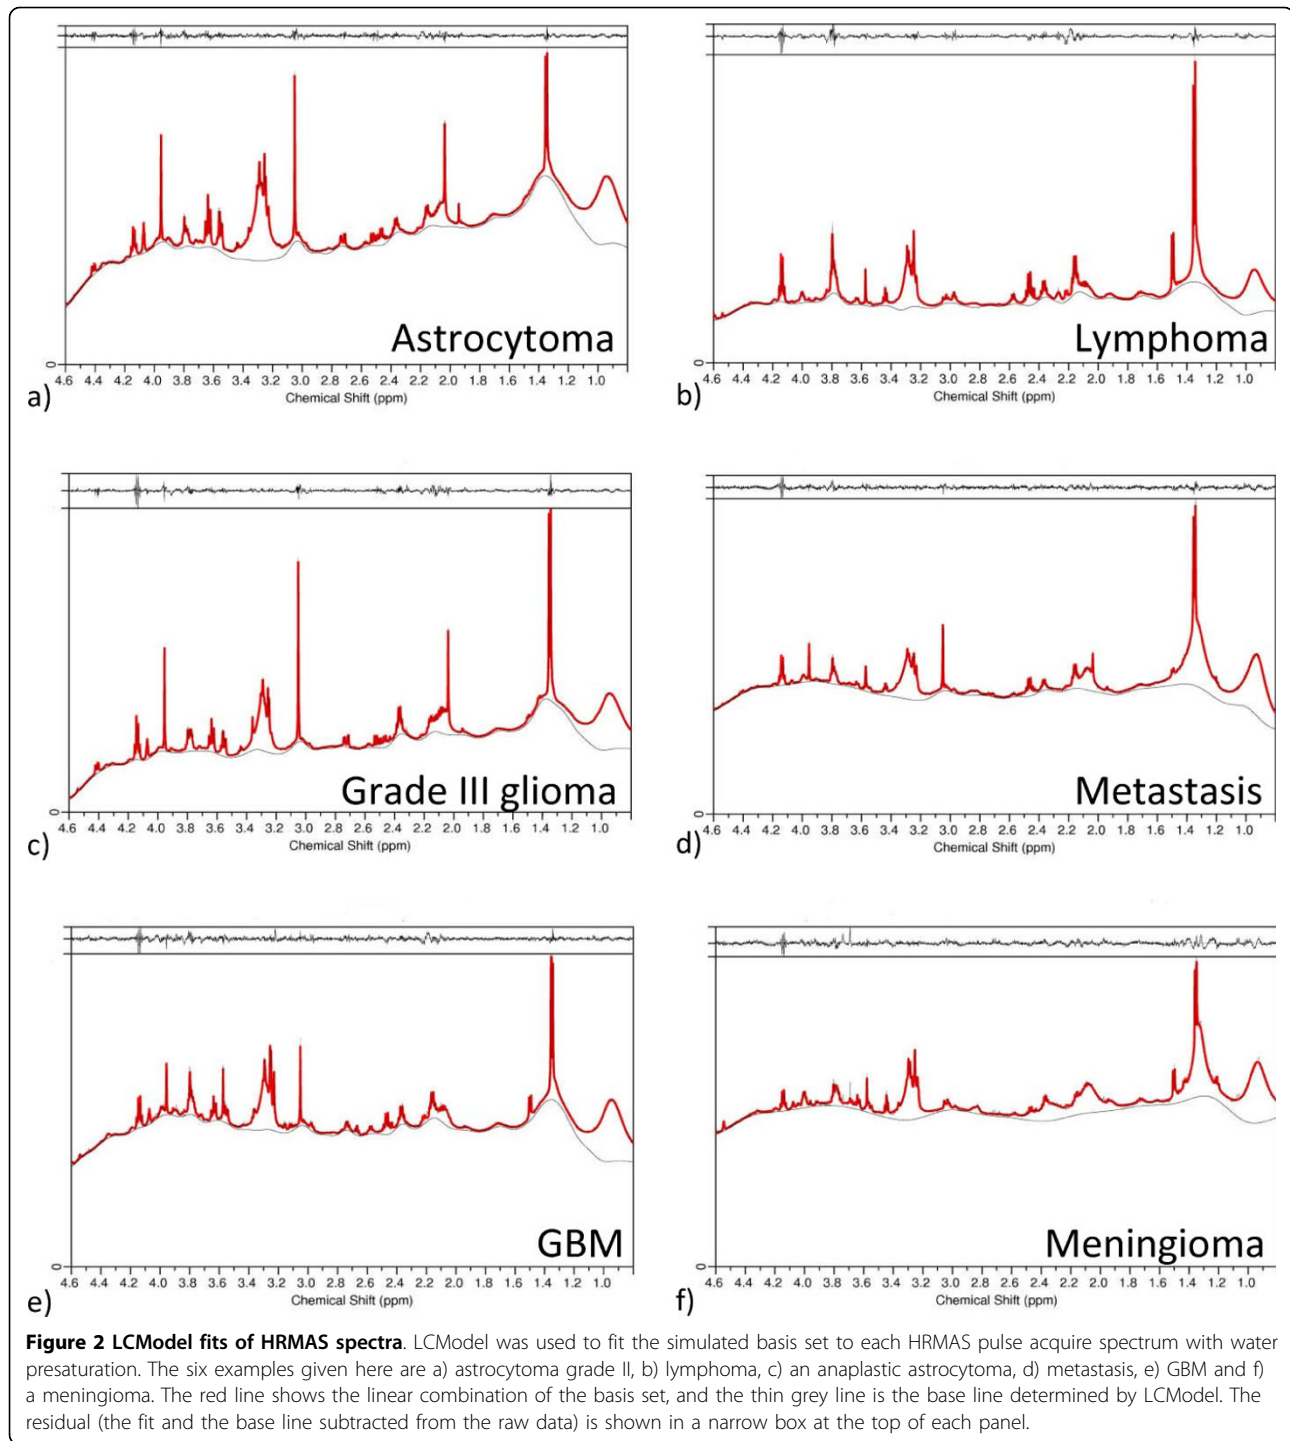 Astrocytoma
0
4.6 4.4 4.2 4.0 3.8 3.6 3.4 3.2 3.0 2.8 2.6 2.4 2.2 2.0 1.8 1.6 1.4 1.2 1.0
Chemical Shift (ppm)
a)
Lymphoma
0
4.6 4.4 4.2 4.0 3.8 3.6 3.4 3.2 3.0 2.8 2.6 2.4 2.2 2.0 1.8 1.6 1.4 1.2 1.0
Chemical Shift (ppm)
b)
Grade III glioma
0
4.6 4.4 4.2 4.0 3.8 3.6 3.4 3.2 3.0 2.8 2.6 2.4 2.2 2.0 1.8 1.6 1.4 1.2 1.0
Chemical Shift (ppm)
c)
Metastasis
0
4.6 4.4 4.2 4.0 3.8 3.6 3.4 3.2 3.0 2.8 2.6 2.4 2.2 2.0 1.8 1.6 1.4 1.2 1.0
Chemical Shift (ppm)
d)
GBM
0
4.6 4.4 4.2 4.0 3.8 3.6 3.4 3.2 3.0 2.8 2.6 2.4 2.2 2.0 1.8 1.6 1.4 1.2 1.0
Chemical Shift (ppm)
e)
Meningioma
0
4.6 4.4 4.2 4.0 3.8 3.6 3.4 3.2 3.0 2.8 2.6 2.4 2.2 2.0 1.8 1.6 1.4 1.2 1.0
Chemical Shift (ppm)
f)
Figure 2 LCModel fits of HRMAS spectra. LCModel was used to fit the simulated basis set to each HRMAS pulse acquire spectrum with water
presaturation. The six examples given here are a) astrocytoma grade II, b) lymphoma, c) an anaplastic astrocytoma, d) metastasis, e) GBM and f)
a meningioma. The red line shows the linear combination of the basis set, and the thin grey line is the base line determined by LCModel. The
residual (the fit and the base line subtracted from the raw data) is shown in a narrow box at the top of each panel.